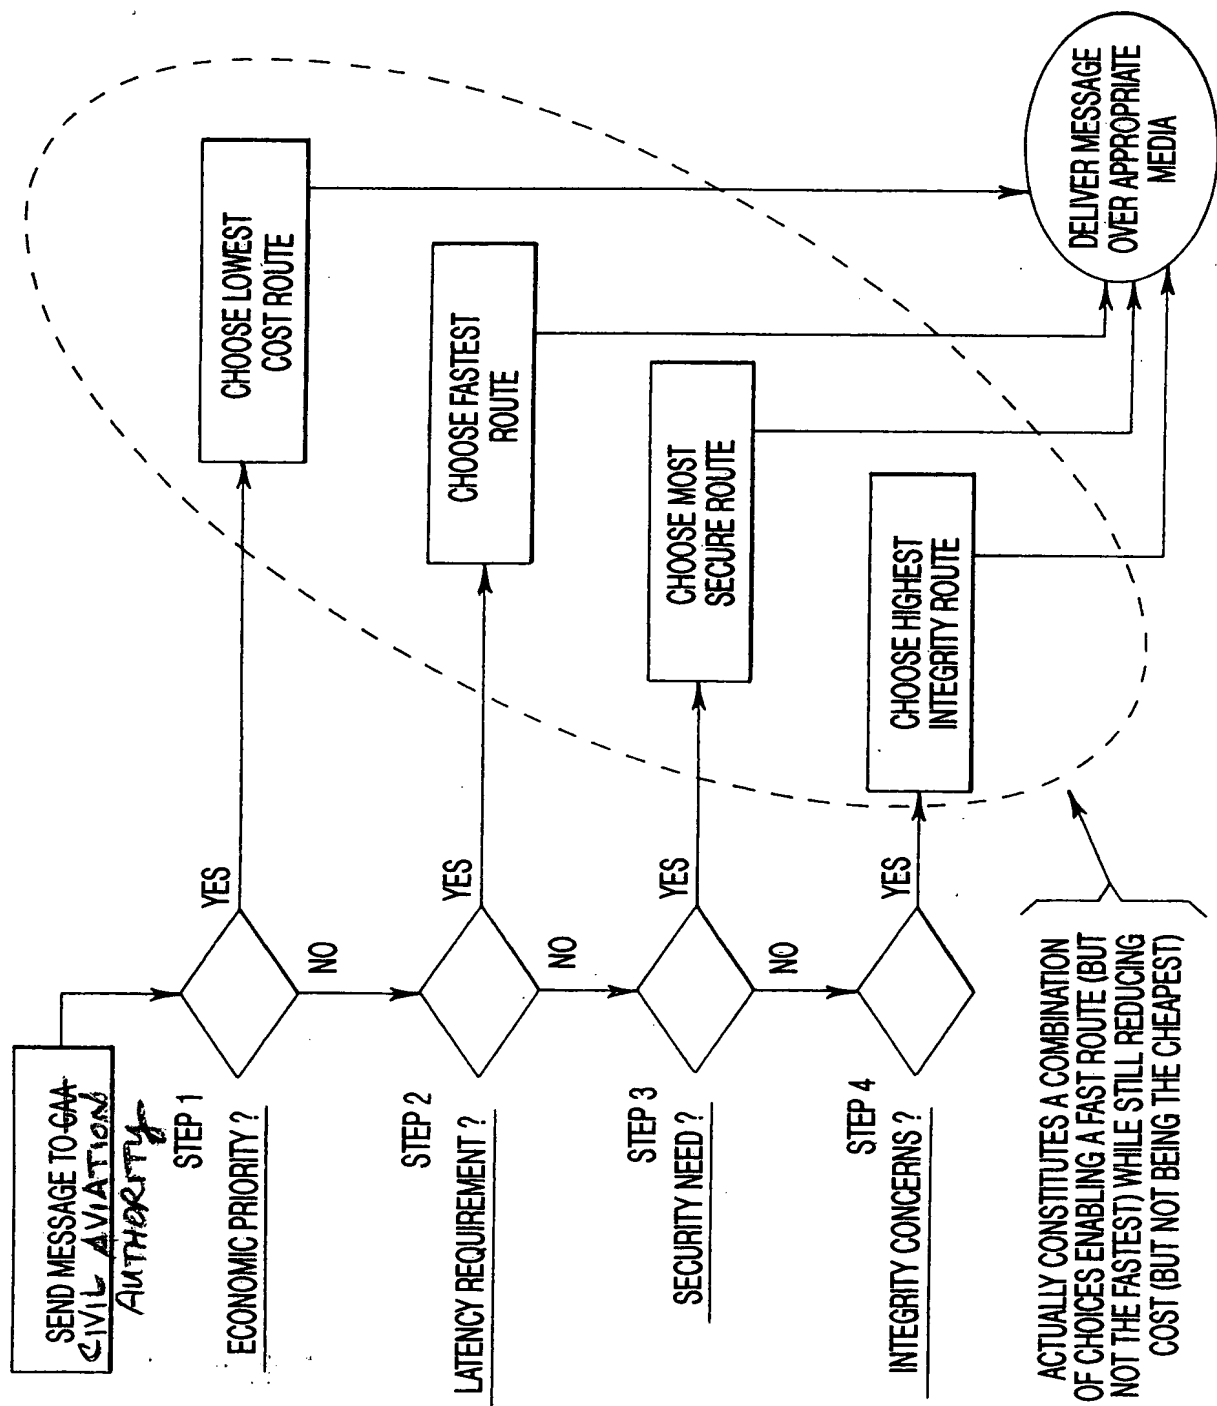 SEND MESSAGE TO CAA
CIVIL AVIATION
AUTHORITY
STEP 1
ECONOMIC PRIORITY ?
YES
NO
CHOOSE LOWEST
COST ROUTE
STEP 2
LATENCY REQUIREMENT ?
YES
NO
CHOOSE FASTEST
ROUTE
STEP 3
SECURITY NEED ?
YES
NO
CHOOSE MOST
SECURE ROUTE
STEP 4
INTEGRITY CONCERNS ?
YES
CHOOSE HIGHEST
INTEGRITY ROUTE
DELIVER MESSAGE
OVER APPROPRIATE
MEDIA
ACTUALLY CONSTITUTES A COMBINATION
OF CHOICES ENABLING A FAST ROUTE (BUT
NOT THE FASTEST) WHILE STILL REDUCING
COST (BUT NOT BEING THE CHEAPEST)